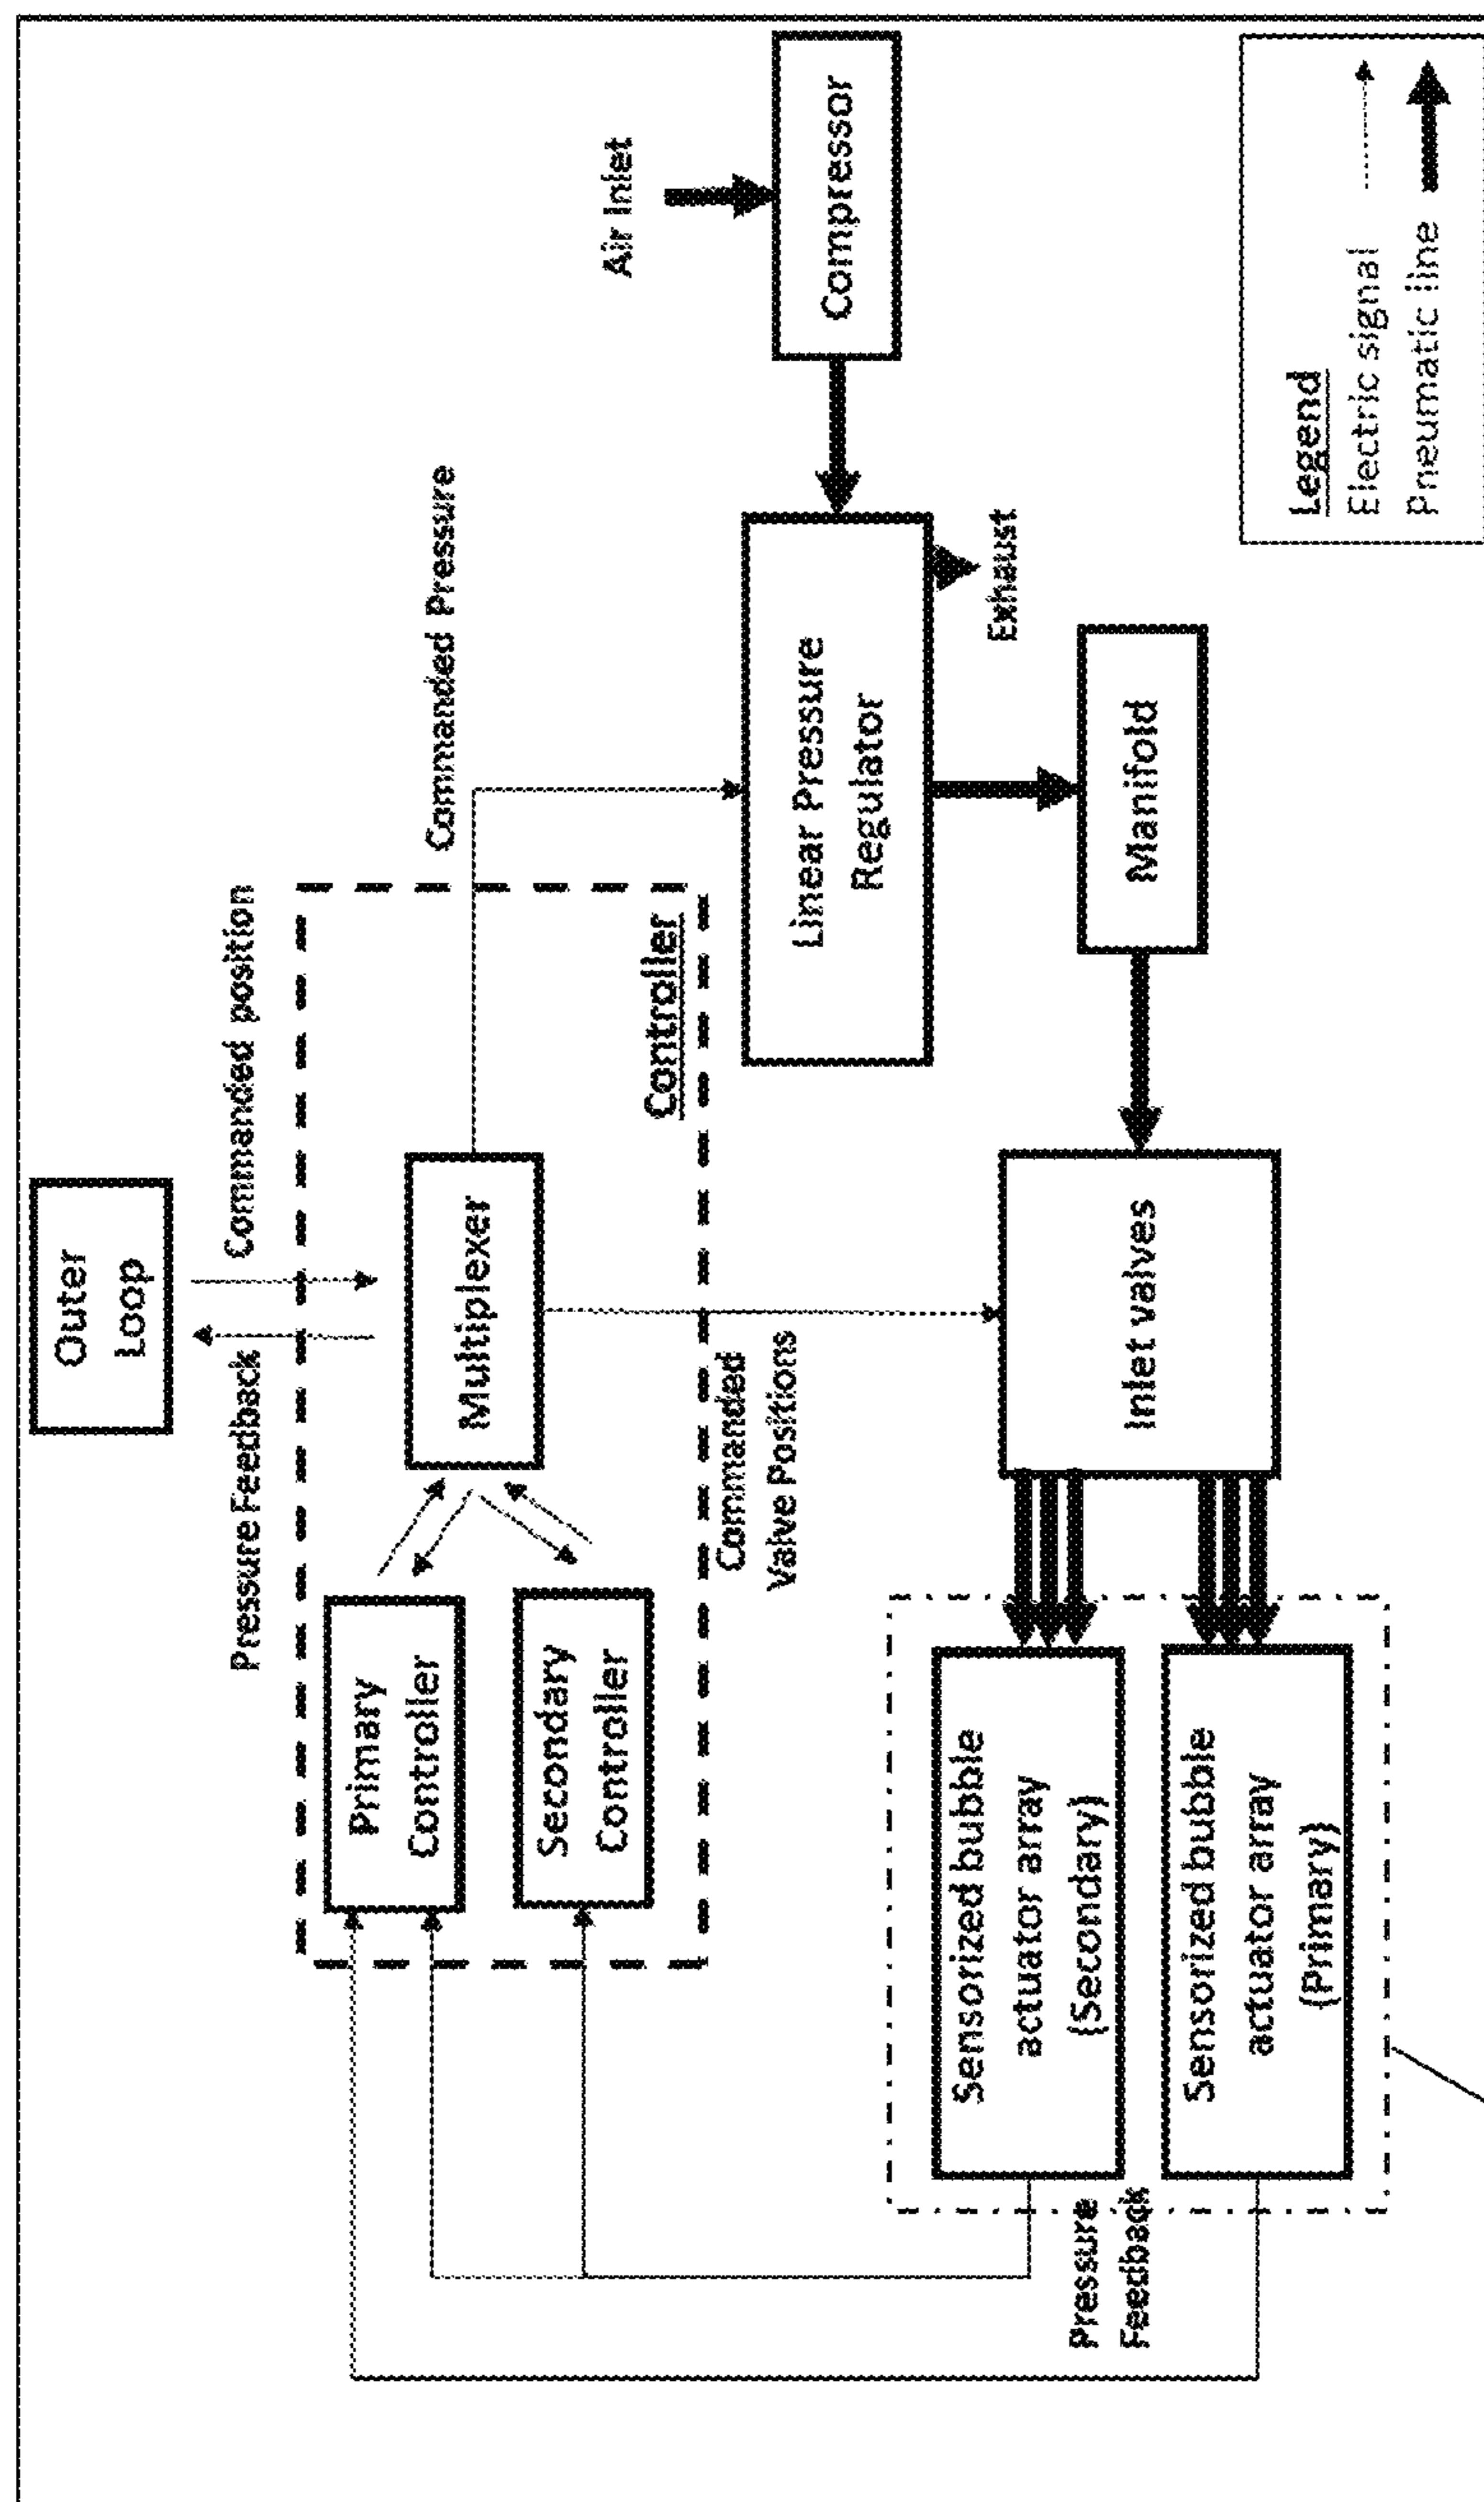 Outer
Loop
Pressure Feedback
Commanded position
Primary
Controller
Multiplexer
Commanded Pressure
Secondary
Controller
Controller
Air Inlet
Commanded
Valve Positions
Linear Pressure
Regulator
Compressor
Exhaust
Sensorized bubble
actuator array
(Secondary)
Pressure
Feedback
Inlet valves
Manifold
Sensorized bubble
actuator array
(Primary)
Legend
Electric signal
Pneumatic line